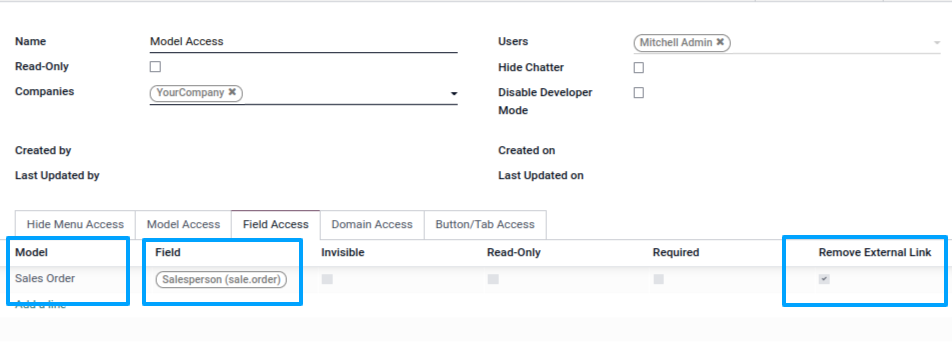 Name Model Access Users Mitchell Admin ✖
Read-Only Hide Chatter
Companies YourCompany ✖ Disable Developer
Mode
Created by Created on
Last Updated by Last Updated on
Hide Menu Access Model Access Field Access Domain Access Button/Tab Access
Model Field Invisible Read-Only Required Remove External Link
Sales Order Salesperson (sale.order)
Add a line